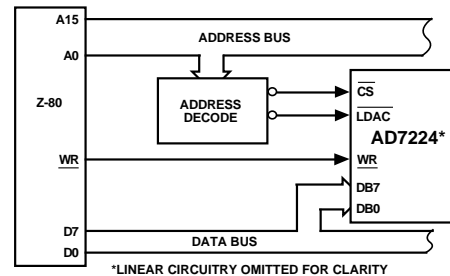 A15
ADDRESS BUS
A0
Z-80
ADDRESS
DECODE
CS
LDAC
AD7224*
WR
WR
DB7
DB0
D7
DATA BUS
D0
*LINEAR CIRCUITRY OMITTED FOR CLARITY